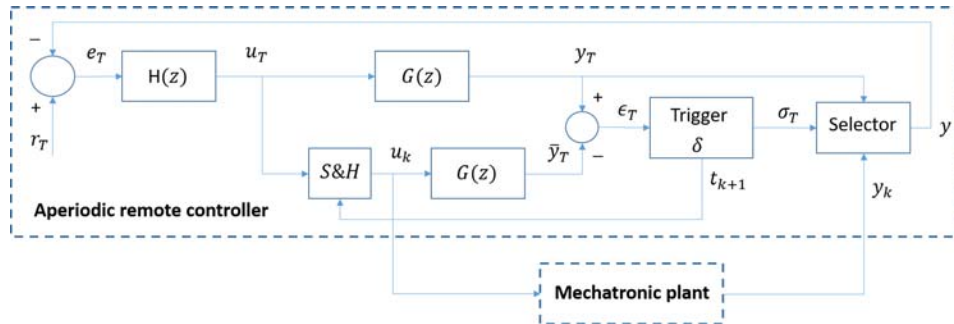 −
e_T
H(z)
u_T
G(z)
y_T
+
r_T
+
ϵ_T
Trigger
δ
σ_T
Selector
y
S&H
u_k
G(z)
ȳ_T
−
t_{k+1}
y_k
Aperiodic remote controller
Mechatronic plant